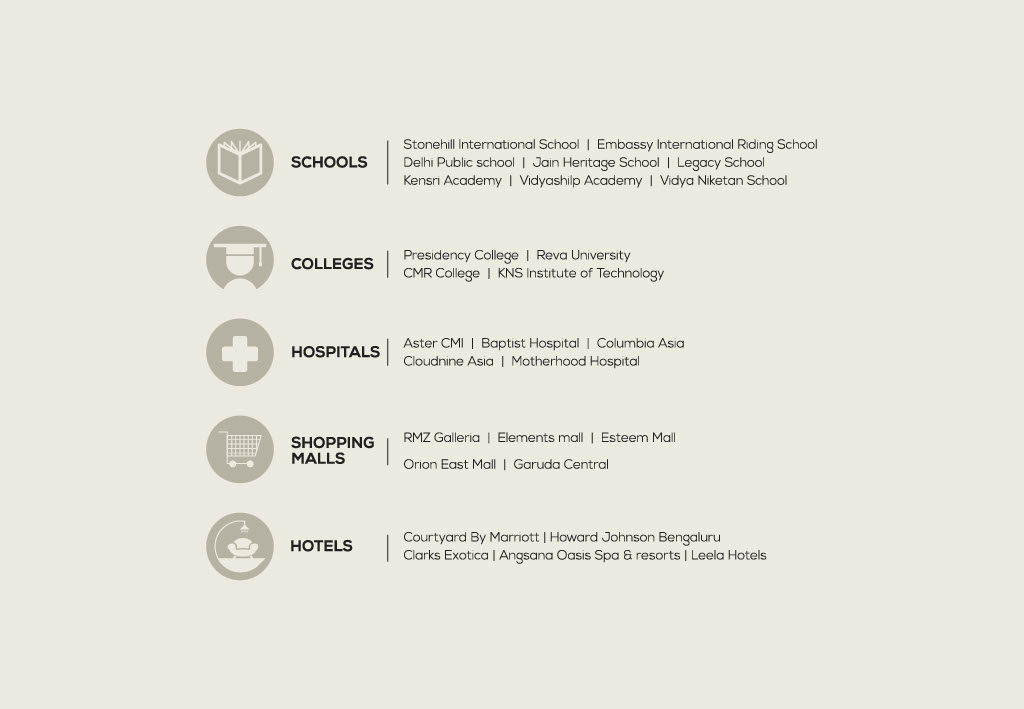 SCHOOLS
Stonehill International School | Embassy International Riding School
Delhi Public school | Jain Heritage School | Legacy School
Kensri Academy | Vidyashilp Academy | Vidya Niketan School
COLLEGES
Presidency College | Reva University
CMR College | KNS Institute of Technology
HOSPITALS
Aster CMI | Baptist Hospital | Columbia Asia
Cloudnine Asia | Motherhood Hospital
SHOPPING
MALLS
RMZ Galleria | Elements mall | Esteem Mall
Orion East Mall | Garuda Central
HOTELS
Courtyard By Marriott | Howard Johnson Bengaluru
Clarks Exotica | Angsana Oasis Spa & resorts | Leela Hotels